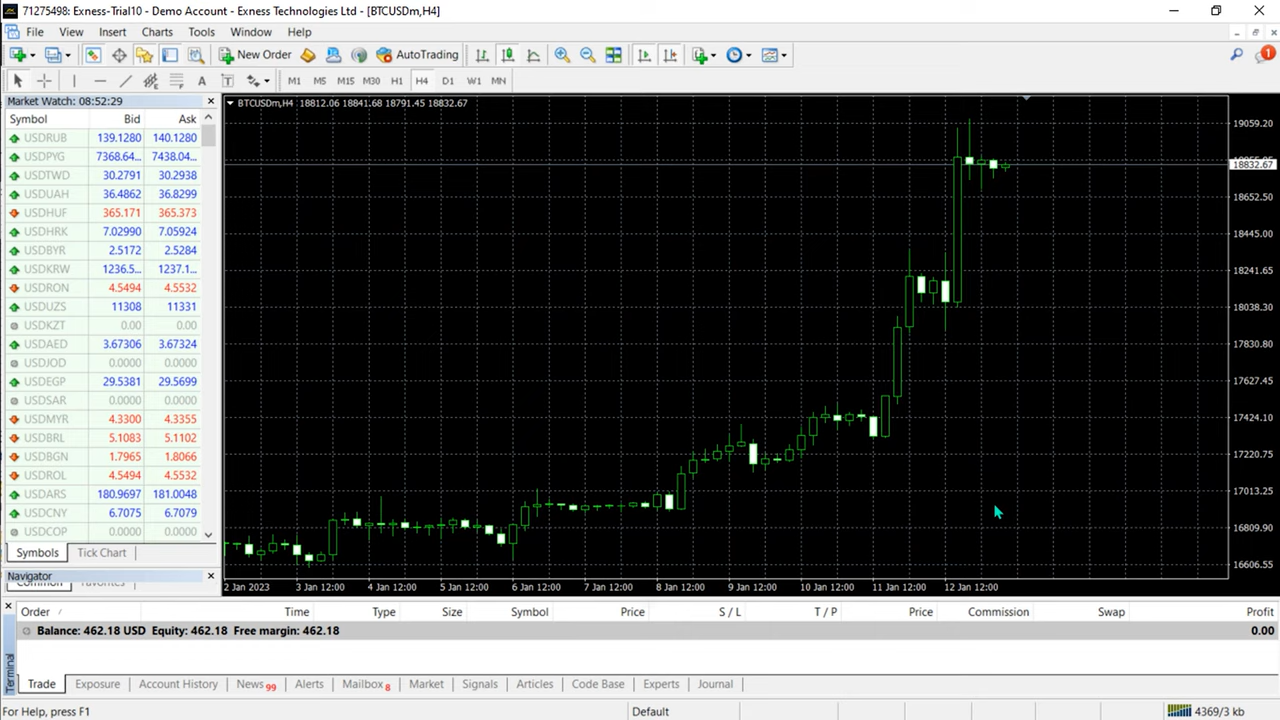 71275498: Exness-Trial10 - Demo Account - Exness Technologies Ltd - [BTCUSDm,H4]
File View Insert Charts Tools Window Help
New Order AutoTrading 1
A T M1 M5 M15 M30 H1 H4 D1 W1 MN
Market Watch: 08:52:29
Symbol Bid Ask
USDRUB 139.1280 140.1280
USDPYG 7368.64... 7438.04...
USDTWD 30.2791 30.2938
USDUAH 36.4862 36.8299
USDHUF 365.171 365.373
USDHRK 7.02990 7.05924
USDBYR 2.5172 2.5284
USDKRW 1236.5... 1237.1...
USDRON 4.5494 4.5532
USDUZS 11308 11331
USDKZT 0.00 0.00
USDAED 3.67306 3.67324
USDJOD 0.0000 0.0000
USDEGP 29.5381 29.5699
USDSAR 0.0000 0.0000
USDMYR 4.3300 4.3355
USDBRL 5.1083 5.1102
USDBGN 1.7965 1.8066
USDROL 4.5494 4.5532
USDARS 180.9697 181.0048
USDCNY 6.7075 6.7079
USDCOP 0.0000 0.0000
Symbols Tick Chart
Navigator
Common Favorites
BTCUSDm,H4 18812.06 18841.68 18791.45 18832.67
19059.20
18832.67
18652.50
18445.00
18241.65
18038.30
17830.80
17627.45
17424.10
17220.75
17013.25
16809.90
16606.55
2 Jan 2023 3 Jan 12:00 4 Jan 12:00 5 Jan 12:00 6 Jan 12:00 7 Jan 12:00 8 Jan 12:00 9 Jan 12:00 10 Jan 12:00 11 Jan 12:00 12 Jan 12:00
Order / Time Type Size Symbol Price S / L T / P Price Commission Swap Profit
Balance: 462.18 USD Equity: 462.18 Free margin: 462.18 0.00
Terminal
Trade Exposure Account History News 99 Alerts Mailbox 8 Market Signals Articles Code Base Experts Journal
For Help, press F1 Default 4369/3 kb